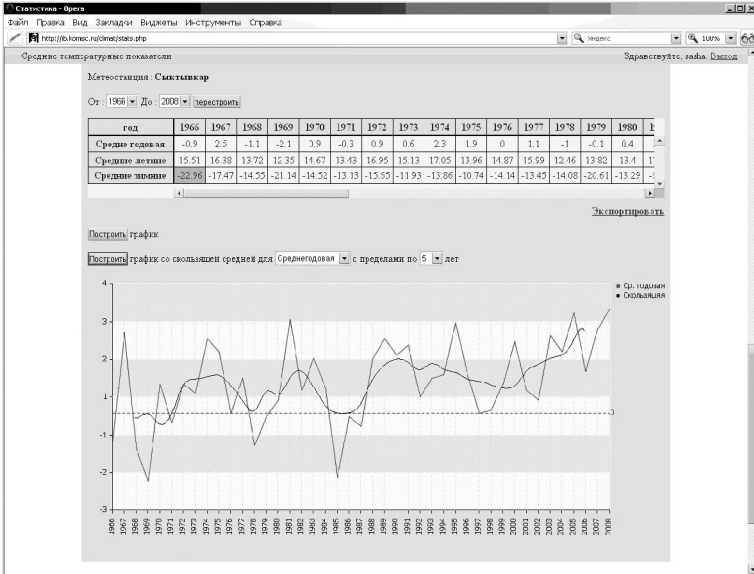 Статистика - Opera
Файл Правка Вид Закладки Виджеты Инструменты Справка
http://ib.komisc.ru/climat/stats.php Яндекс 100%
Средние температурные показатели Здравствуйте, sasha. Выход
Метеостанция: Сыктывкар
От: 1966 До: 2008 перестроить
год 1966 1967 1968 1969 1970 1971 1972 1973 1974 1975 1976 1977 1978 1979 1980
Средне годовая -0.9 2.5 -1.1 -2.1 0.9 -0.3 0.9 0.6 2.3 1.9 0 1.1 -1 -0.1 0.4
Средние летние 15.51 16.38 13.72 12.35 14.67 13.43 16.95 15.13 17.05 13.96 14.87 15.99 12.46 13.82 13.4
Средние зимние -22.96 -17.47 -14.55 -21.14 -14.52 -13.13 -15.65 -11.93 -13.86 -10.74 -14.14 -13.45 -14.08 -20.61 -13.29
Экспортировать
Построить график
Построить график со скользяшей средней для Среднегодовая с пределами по 5 лет
Ср. годовая
Скользяшая
4
3
2
1
0
-1
-2
-3
1966 1967 1968 1969 1970 1971 1972 1973 1974 1975 1976 1977 1978 1979 1980 1981 1982 1983 1984 1985 1986 1987 1988 1989 1990 1991 1992 1993 1994 1995 1996 1997 1998 1999 2000 2001 2002 2003 2004 2005 2006 2007 2008